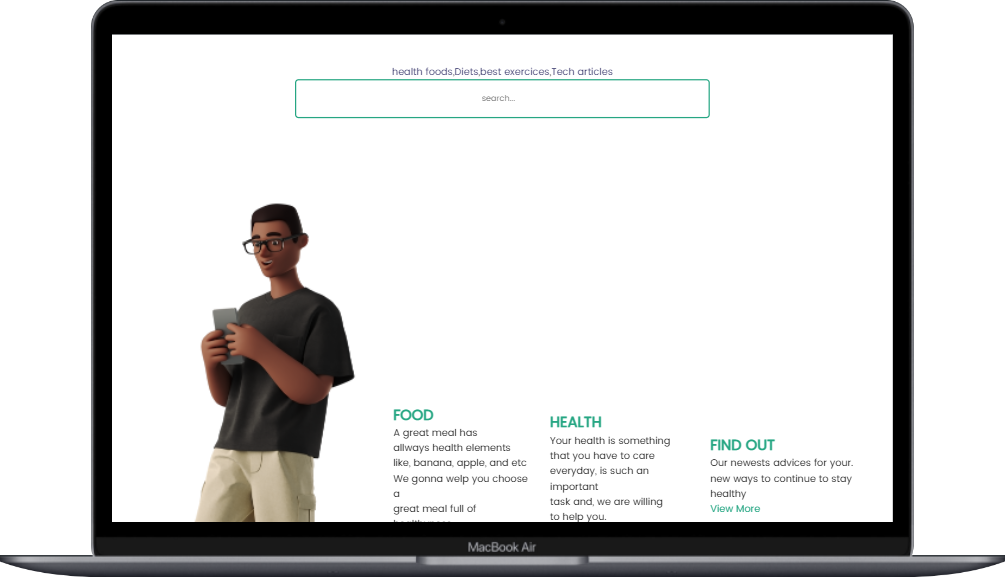 health foods,Diets,best exercices,Tech articles
search...
FOOD
A great meal has
allways health elements
like, banana, apple, and etc
We gonna welp you choose
a
great meal full of
HEALTH
Your health is something
that you have to care
everyday, is such an
important
task and, we are willing
to help you.
FIND OUT
Our newests advices for your.
new ways to continue to stay
healthy
View More
MacBook Air